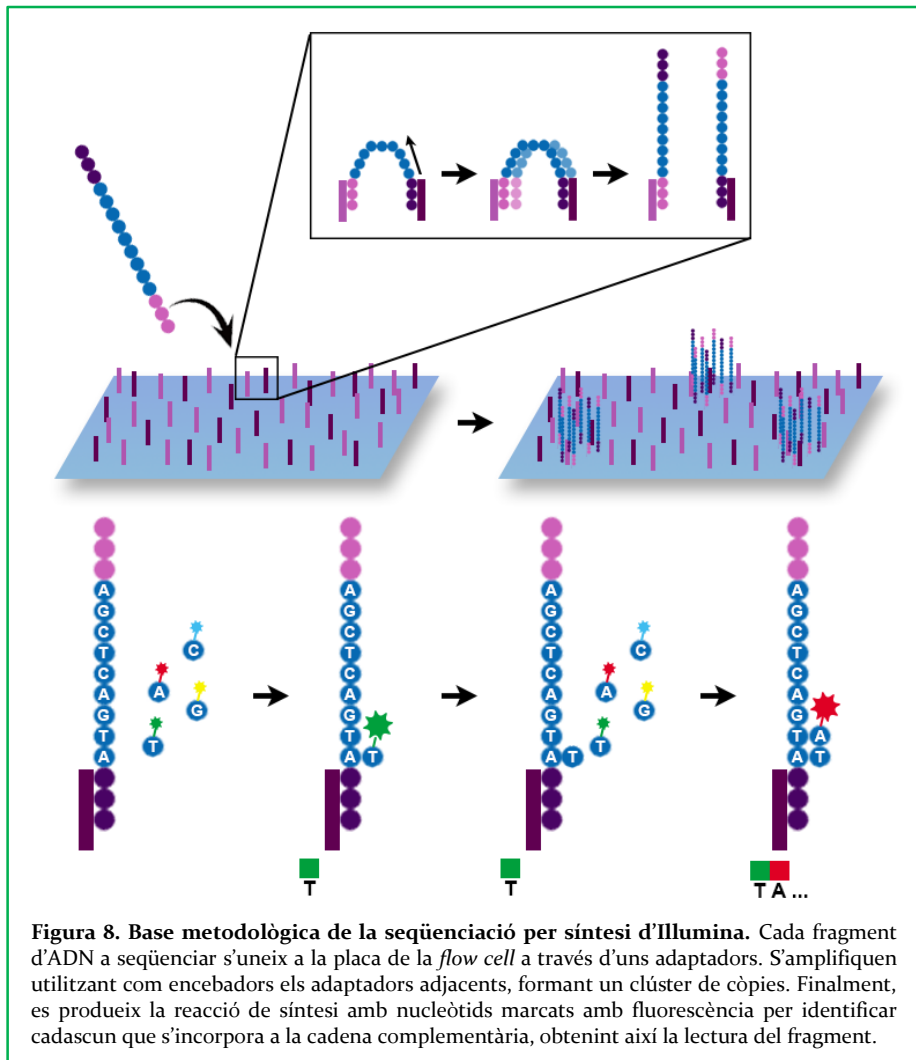 A G C T C A G T A
C
A
G
T
A G C T C A G T A
T
T
A G C T C A G T A
T
C
A
G
T
T
A G C T C A G T A
A
T
T A ...
Figura 8. Base metodològica de la seqüenciació per síntesi d'Illumina. Cada fragment
d'ADN a seqüenciar s'uneix a la placa de la flow cell a través d'uns adaptadors. S'amplifiquen
utilitzant com encebadors els adaptadors adjacents, formant un clúster de còpies. Finalment,
es produeix la reacció de síntesi amb nucleòtids marcats amb fluorescència per identificar
cadascun que s'incorpora a la cadena complementària, obtenint així la lectura del fragment.